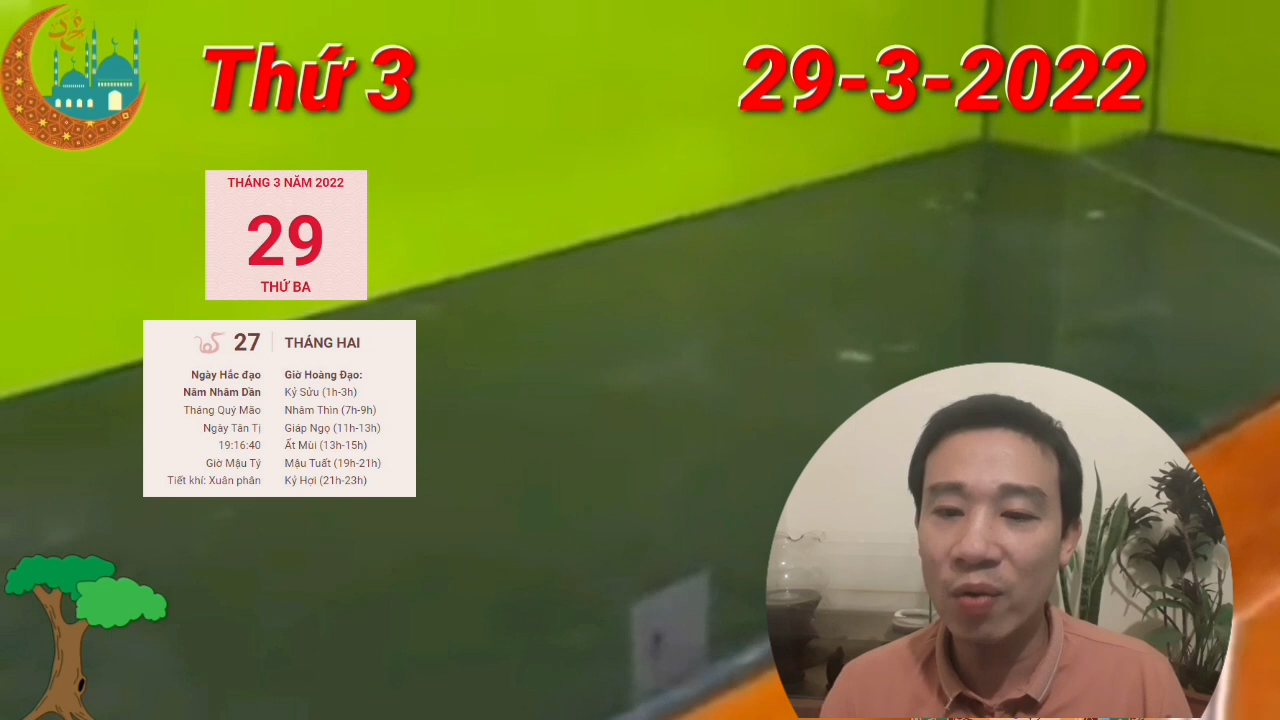 Thứ 3
29-3-2022
THÁNG 3 NĂM 2022
29
THỨ BA
27
THÁNG HAI
Ngày Hắc đạo
Năm Nhâm Dần
Tháng Quý Mão
Ngày Tân Tị
19:16:40
Giờ Mậu Tý
Tiết khí: Xuân phân
Giờ Hoàng Đạo:
Kỷ Sửu (1h-3h)
Nhâm Thìn (7h-9h)
Giáp Ngọ (11h-13h)
Ất Mùi (13h-15h)
Mậu Tuất (19h-21h)
Kỷ Hợi (21h-23h)